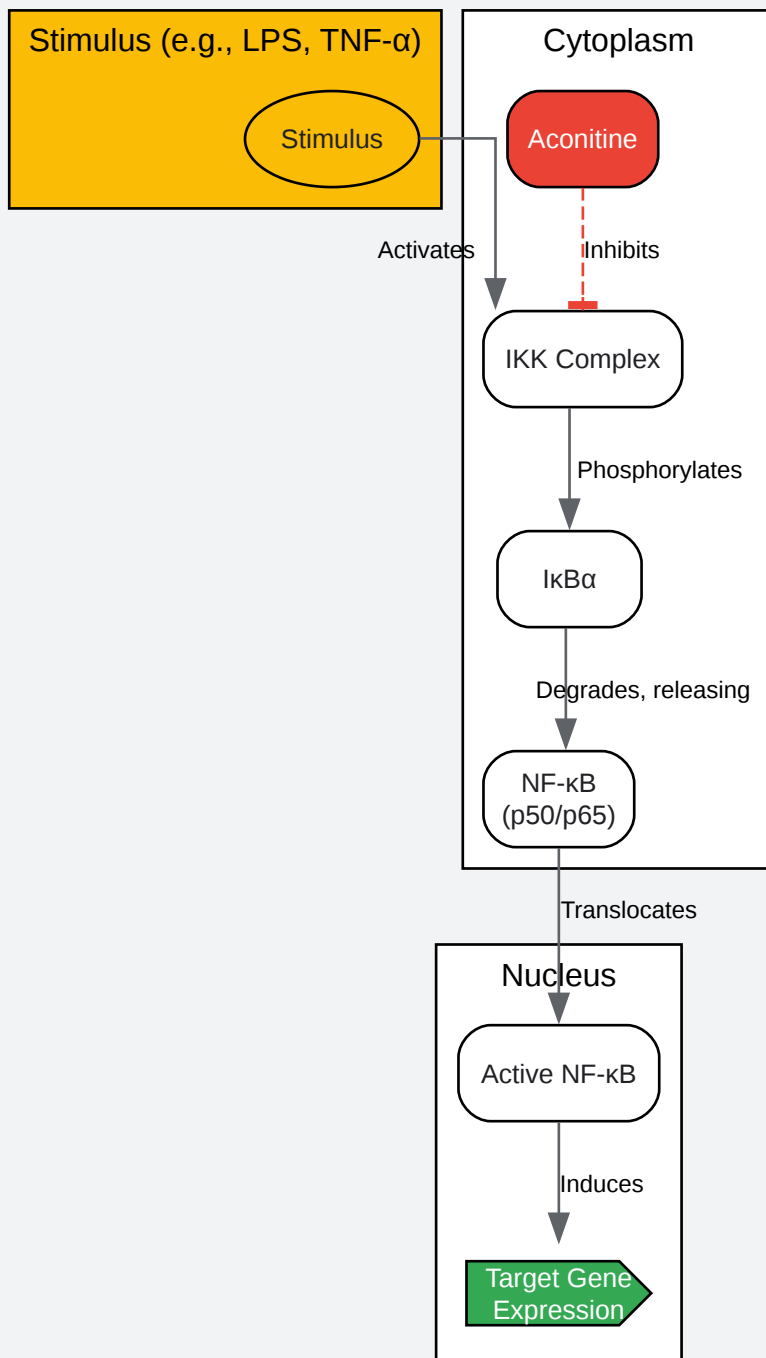 Stimulus (e.g., LPS, TNF-α)
Cytoplasm
Stimulus
Aconitine
Activates
Inhibits
IKK Complex
Phosphorylates
IκBα
Degrades, releasing
NF-κB
(p50/p65)
Translocates
Nucleus
Active NF-κB
Induces
Target Gene
Expression